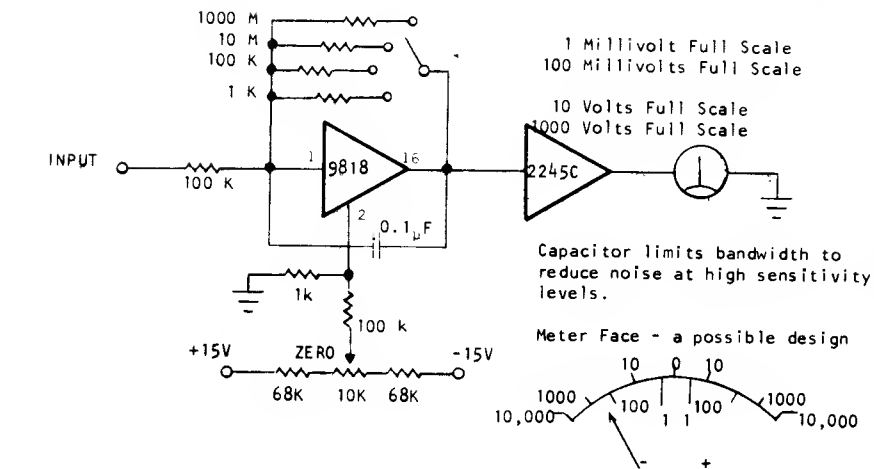 1000 M
10 M
100 K
1 K
1 Millivolt Full Scale
100 Millivolts Full Scale
10 Volts Full Scale
1000 Volts Full Scale
INPUT
100 K
1
9818
16
2245C
2
0.1µF
1k
100 k
Capacitor limits bandwidth to
reduce noise at high sensitivity
levels.
+15V
ZERO
-15V
68K
10K
68K
Meter Face - a possible design
10 0 10
1000 100 1 1 100 1000
10,000 10,000
- +